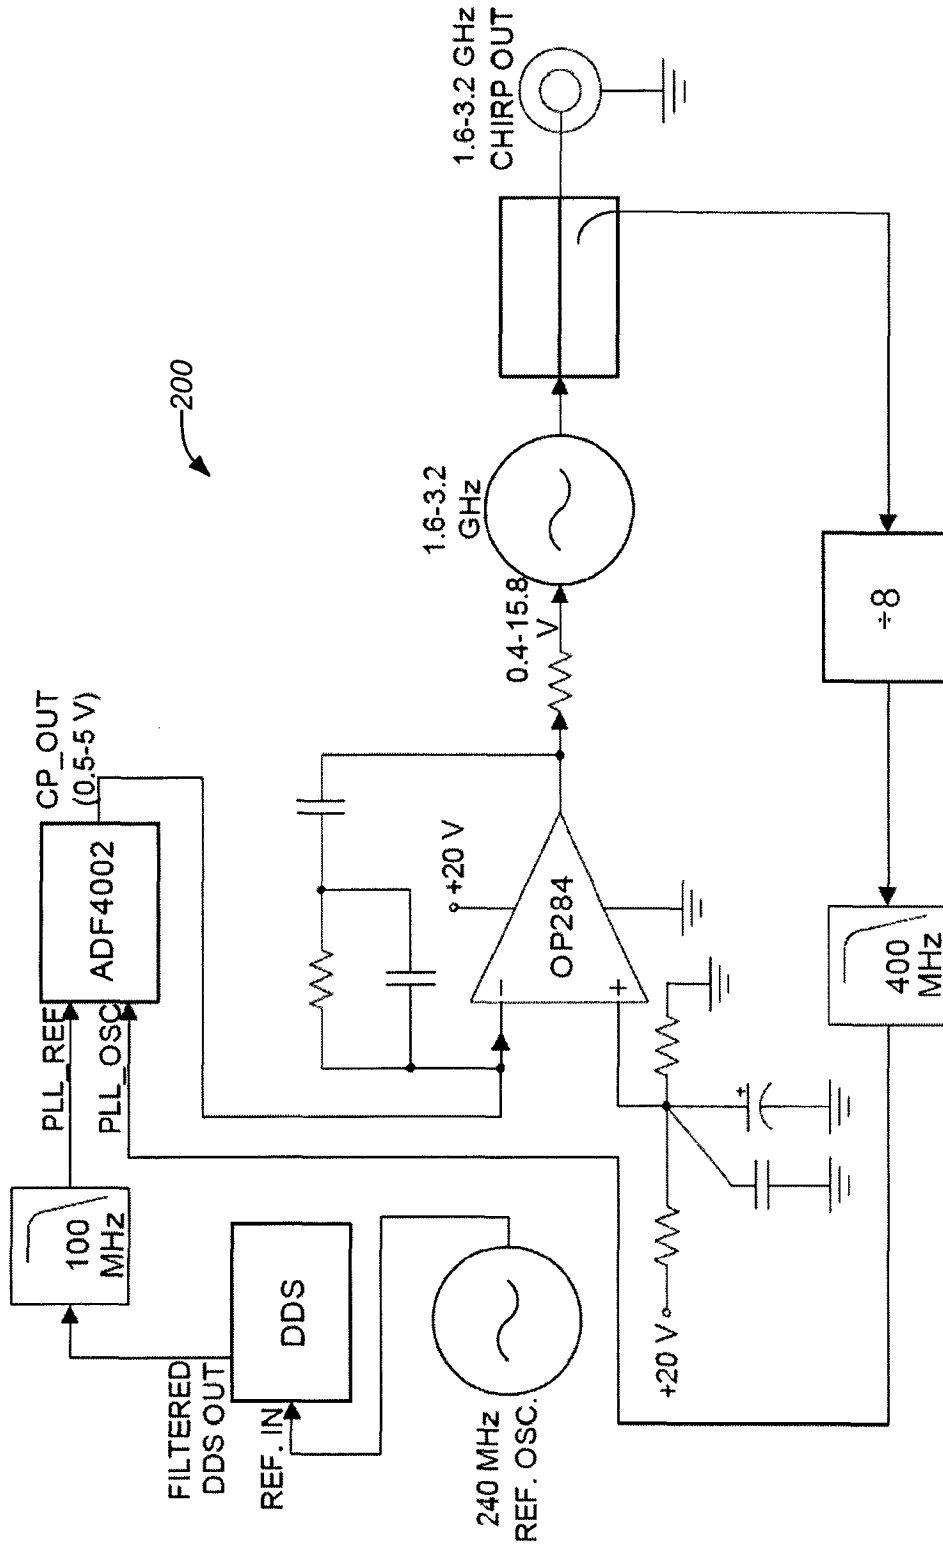 200
FILTERED
DDS OUT
REF. IN
DDS
240 MHz
REF. OSC.
100
MHz
PLL_REF
PLL_OSC
ADF4002
CP_OUT
(0.5-5 V)
+20 V
−
+
OP284
+20 V
+
0.4-15.8
V
1.6-3.2
GHz
1.6-3.2 GHz
CHIRP OUT
÷8
400
MHz